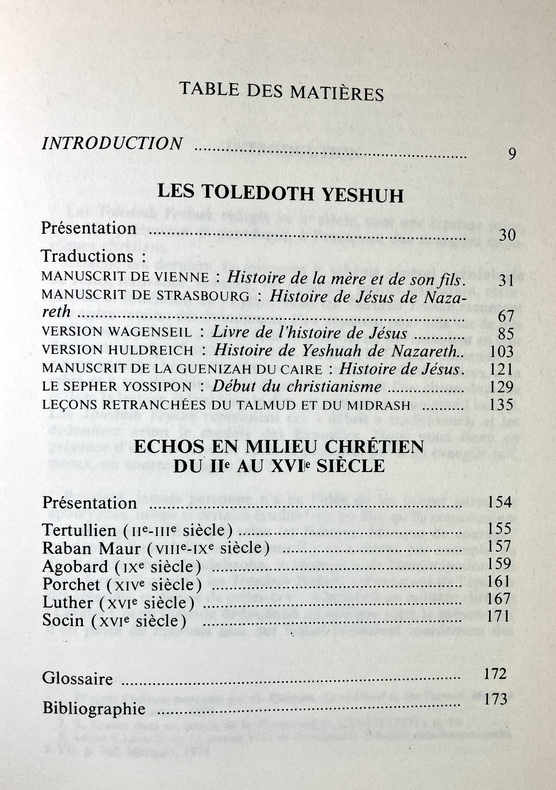 TABLE DES MATIÈRES
INTRODUCTION ........ 9
LES TOLEDOTH YESHUH
Présentation ........ 30
Traductions :
MANUSCRIT DE VIENNE : Histoire de la mère et de son fils. 31
MANUSCRIT DE STRASBOURG : Histoire de Jésus de Naza-
reth ........ 67
VERSION WAGENSEIL : Livre de l'histoire de Jésus ........ 85
VERSION HULDREICH : Histoire de Yeshuah de Nazareth.. 103
MANUSCRIT DE LA GUENIZAH DU CAIRE : Histoire de Jésus. 121
LE SEPHER YOSSIPON : Début du christianisme ........ 129
LEÇONS RETRANCHÉES DU TALMUD ET DU MIDRASH ........ 135
ECHOS EN MILIEU CHRÉTIEN
DU IIe AU XVIe SIÈCLE
Présentation ........ 154
Tertullien (IIe-IIIe siècle) ........ 155
Raban Maur (VIIIe-IXe siècle) ........ 157
Agobard (IXe siècle) ........ 159
Porchet (XIVe siècle) ........ 161
Luther (XVIe siècle) ........ 167
Socin (XVIe siècle) ........ 171
Glossaire ........ 172
Bibliographie ........ 173